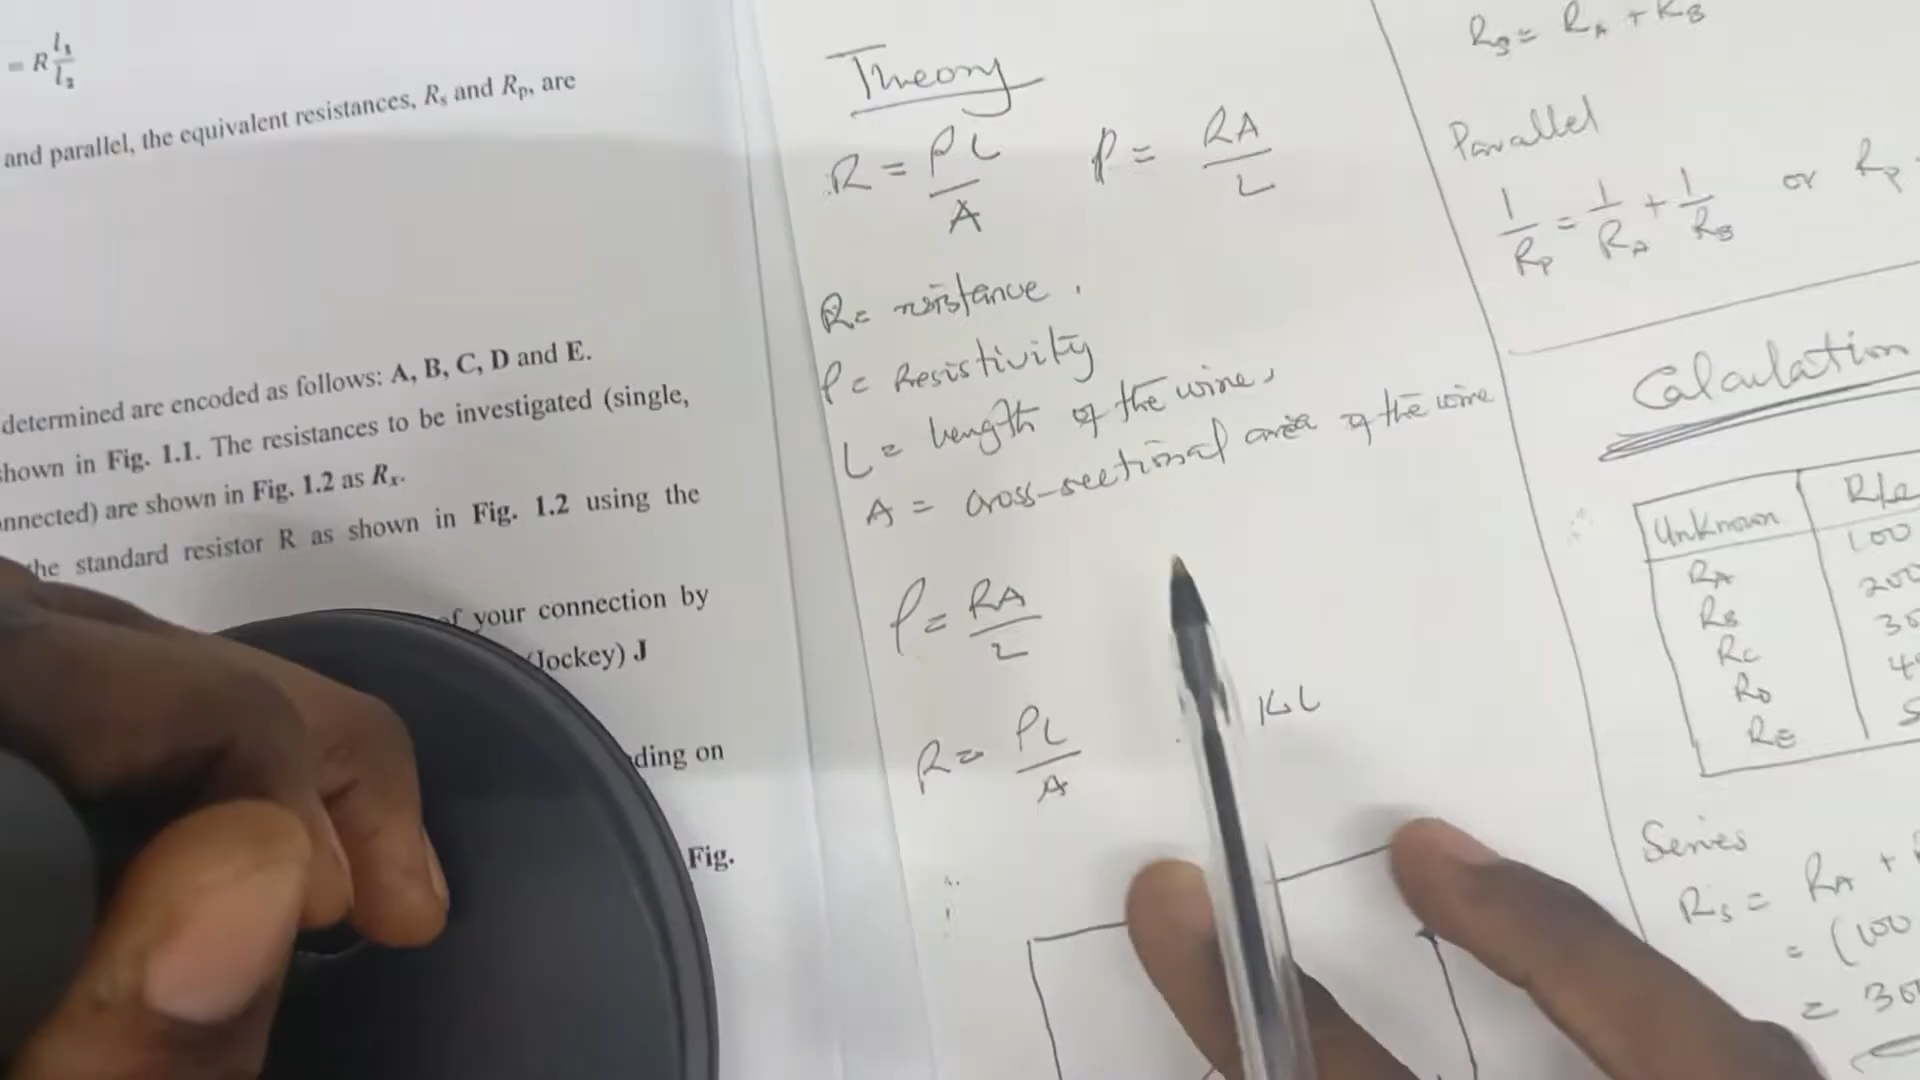 = R l₁/l₂
and parallel, the equivalent resistances, Rs and Rp, are
determined are encoded as follows: A, B, C, D and E.
shown in Fig. 1.1. The resistances to be investigated (single,
nnected) are shown in Fig. 1.2 as Rx.
the standard resistor R as shown in Fig. 1.2 using the
of your connection by
(Jockey) J
ding on
Fig.
Theory
R = ρL/A ρ = RA/L
R = resistance.
ρ = Resistivity
L = length of the wire,
A = cross-sectional area of the wire
ρ = RA/L
R = ρL/A
KL
Rs = RA + RB
Parallel
1/Rp = 1/RA + 1/RB or Rp
Calculation
Unknown R/
RA 100
RB 200
RC 30
RD 4
RE 5
Series
Rs = RA +
= (100
= 30